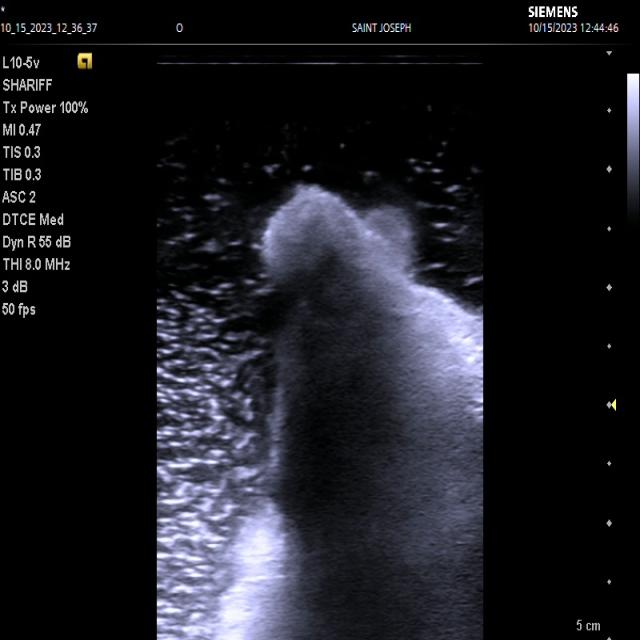 *
SIEMENS
10_15_2023_12_36_37 O SAINT JOSEPH 10/15/2023 12:44:46
L10-5v
SHARIFF
Tx Power 100%
MI 0.47
TIS 0.3
TIB 0.3
ASC 2
DTCE Med
Dyn R 55 dB
THI 8.0 MHz
3 dB
50 fps
5 cm